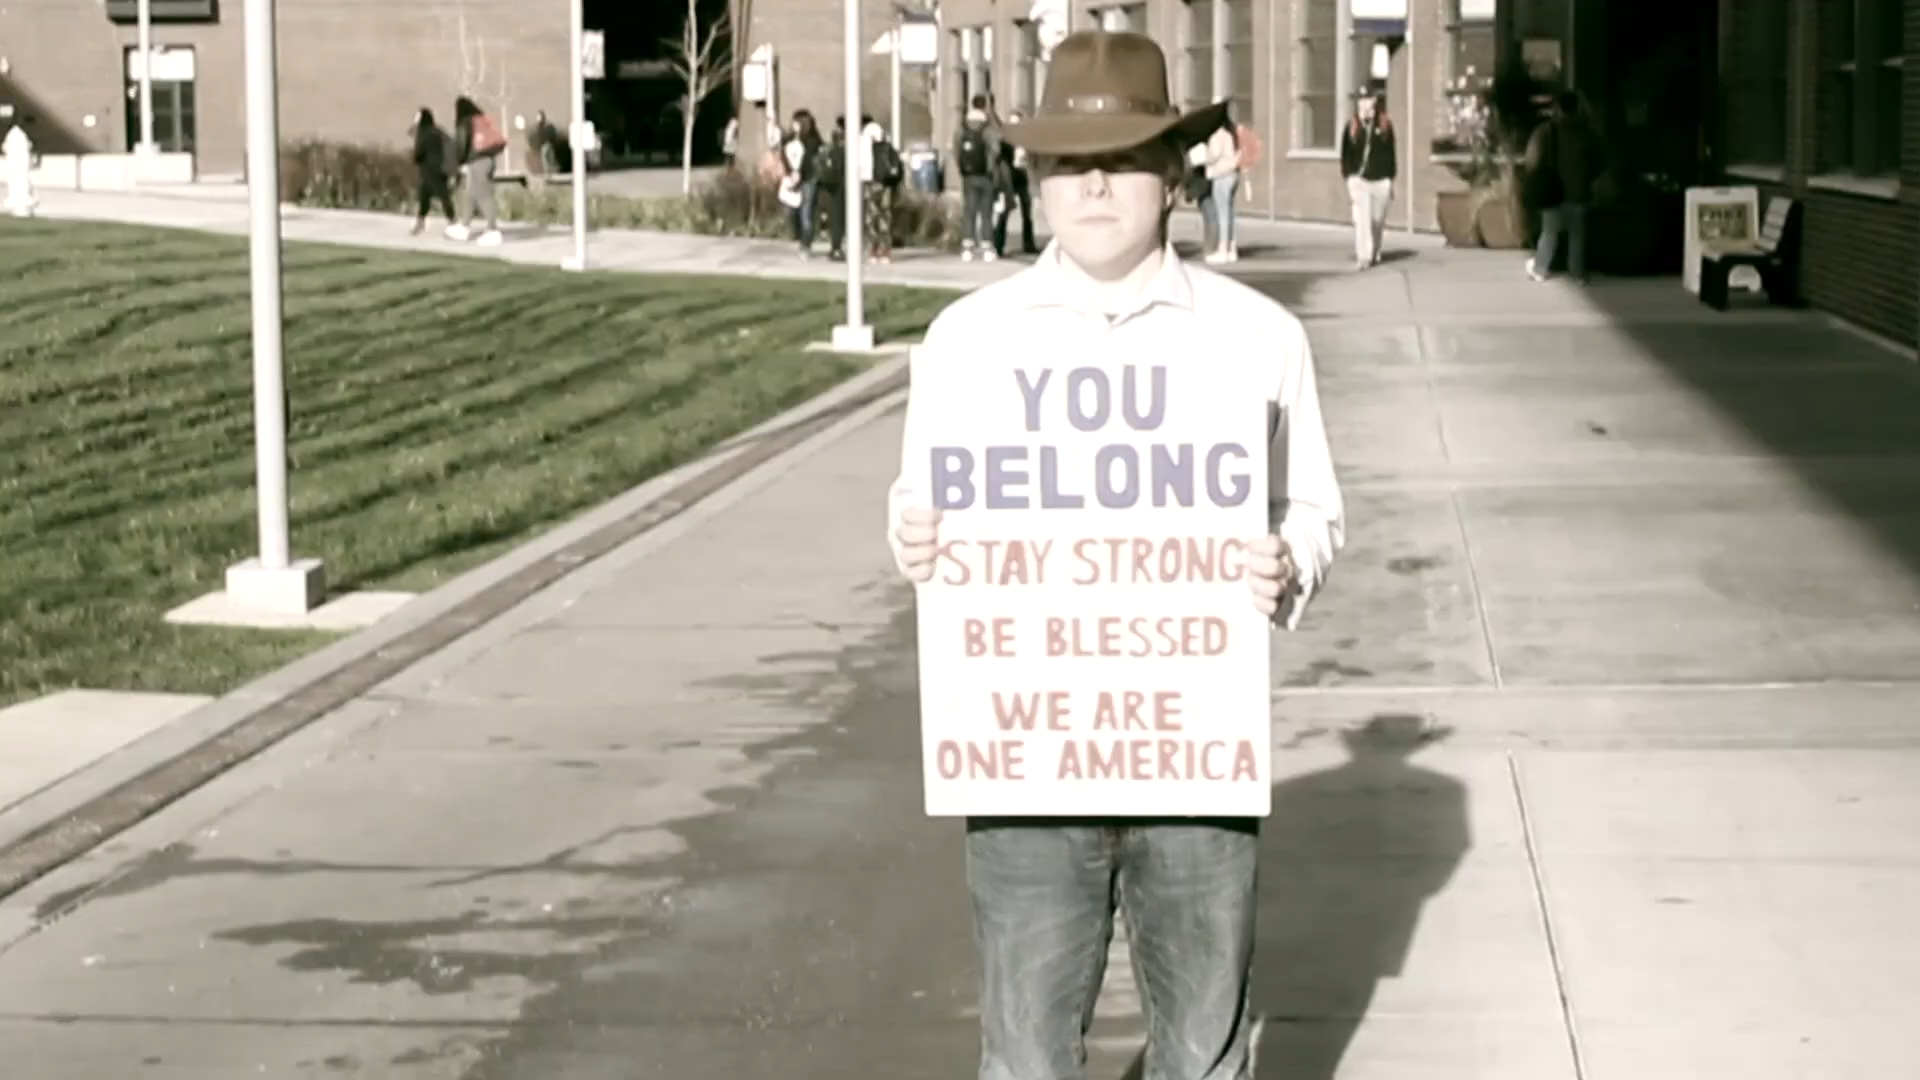 YOU
BELONG
STAY STRONG
BE BLESSED
WE ARE
ONE AMERICA